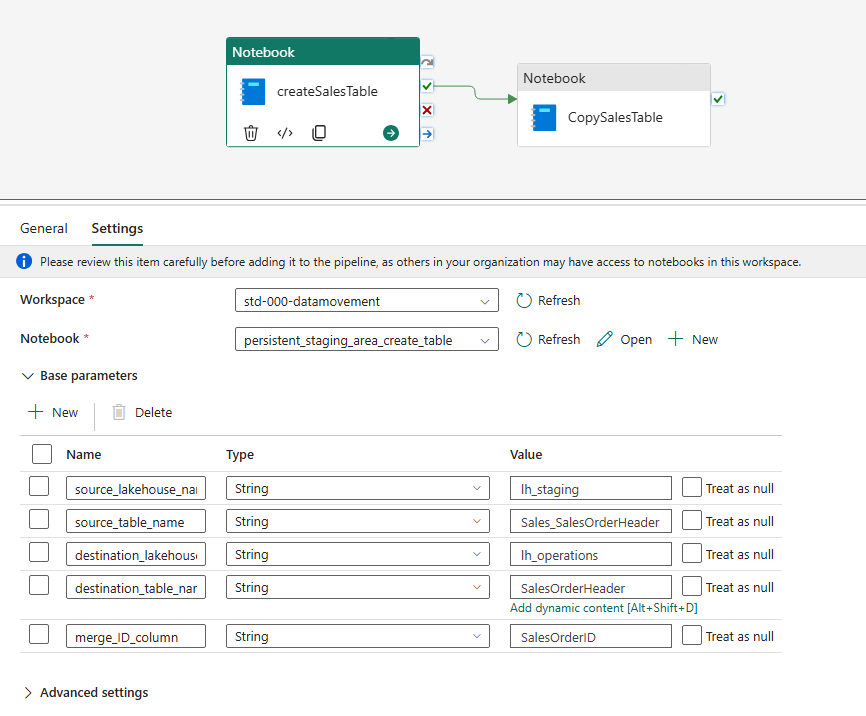 Notebook
createSalesTable
Notebook
CopySalesTable
General Settings
Please review this item carefully before adding it to the pipeline, as others in your organization may have access to notebooks in this workspace.
Workspace * std-000-datamovement Refresh
Notebook * persistent_staging_area_create_table Refresh Open New
Base parameters
New Delete
Name Type Value
source_lakehouse_nar String lh_staging Treat as null
source_table_name String Sales_SalesOrderHeader Treat as null
destination_lakehous String lh_operations Treat as null
destination_table_nar String SalesOrderHeader Treat as null
Add dynamic content [Alt+Shift+D]
merge_ID_column String SalesOrderID Treat as null
Advanced settings